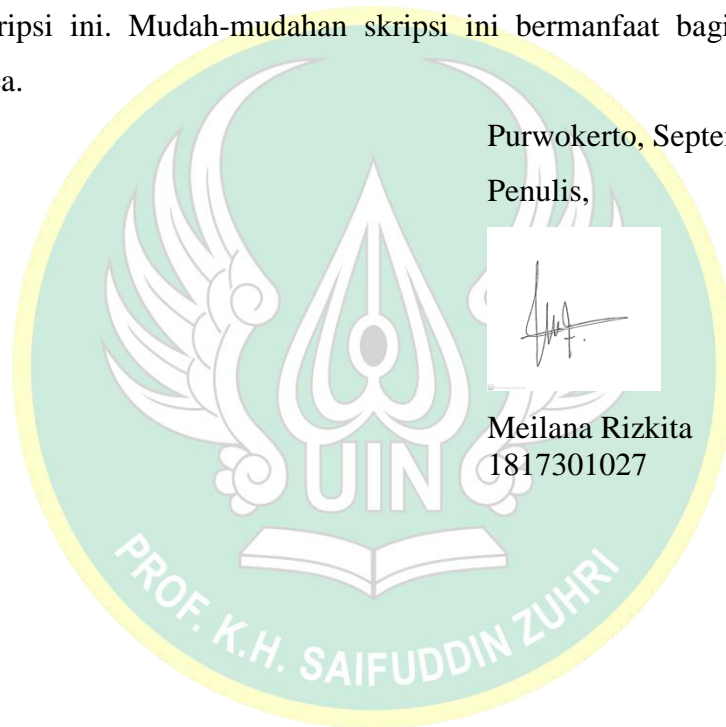 ripsi ini. Mudah-mudahan skripsi ini bermanfaat bagi
a.
Purwokerto, Septe
Penulis,
Meilana Rizkita
1817301027
UIN
PROF. K.H. SAIFUDDIN ZUHRI